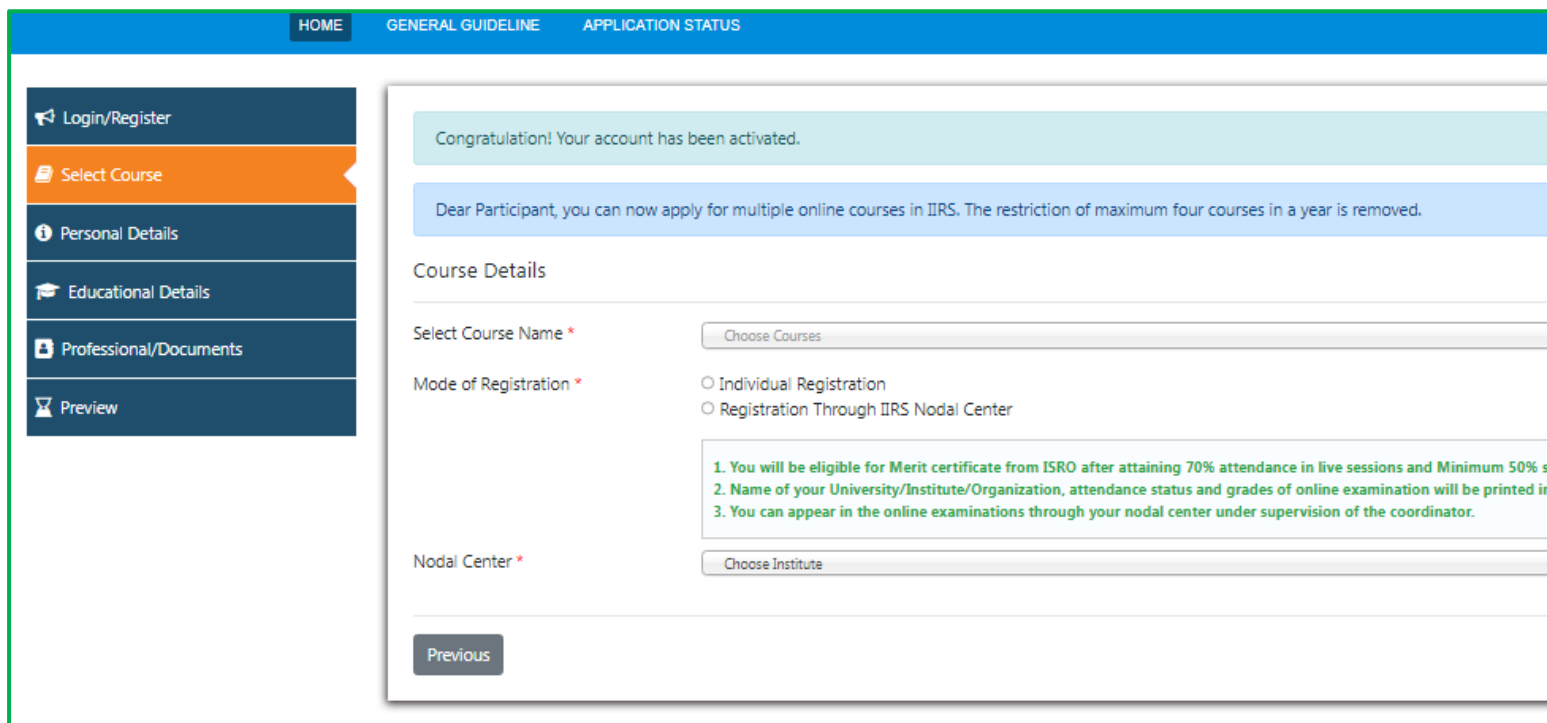 HOME GENERAL GUIDELINE APPLICATION STATUS
Login/Register
Select Course
Personal Details
Educational Details
Professional/Documents
Preview
Congratulation! Your account has been activated.
Dear Participant, you can now apply for multiple online courses in IIRS. The restriction of maximum four courses in a year is removed.
Course Details
Select Course Name *
Choose Courses
Mode of Registration *
Individual Registration
Registration Through IIRS Nodal Center
1. You will be eligible for Merit certificate from ISRO after attaining 70% attendance in live sessions and Minimum 50%
2. Name of your University/Institute/Organization, attendance status and grades of online examination will be printed
3. You can appear in the online examinations through your nodal center under supervision of the coordinator.
Nodal Center *
Choose Institute
Previous